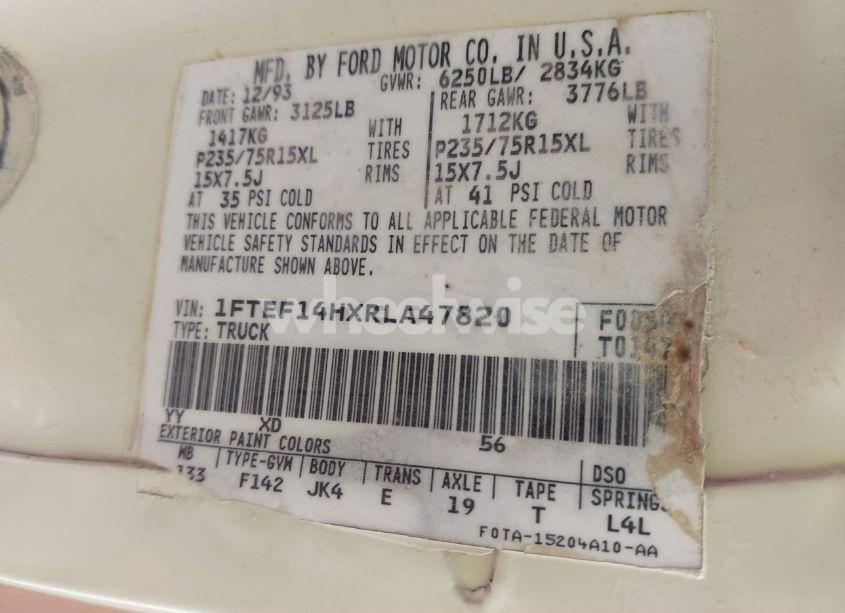 MFD. BY FORD MOTOR CO. IN U.S.A.
DATE: 12/93 GVWR: 6250LB/ 2834KG
FRONT GAWR: 3125LB REAR GAWR: 3776LB
1417KG WITH 1712KG WITH
P235/75R15XL TIRES P235/75R15XL TIRES
15X7.5J RIMS 15X7.5J RIMS
AT 35 PSI COLD AT 41 PSI COLD
THIS VEHICLE CONFORMS TO ALL APPLICABLE FEDERAL MOTOR
VEHICLE SAFETY STANDARDS IN EFFECT ON THE DATE OF
MANUFACTURE SHOWN ABOVE.
VIN: 1FTEF14HXRLA47820
TYPE: TRUCK
T0147
wheelwise
YY XD 56
EXTERIOR PAINT COLORS DSO
WB TYPE-GVW BODY TRANS AXLE TAPE SPRINGS
133 F142 JK4 E 19 T L4L
F0TA-15204A10-AA